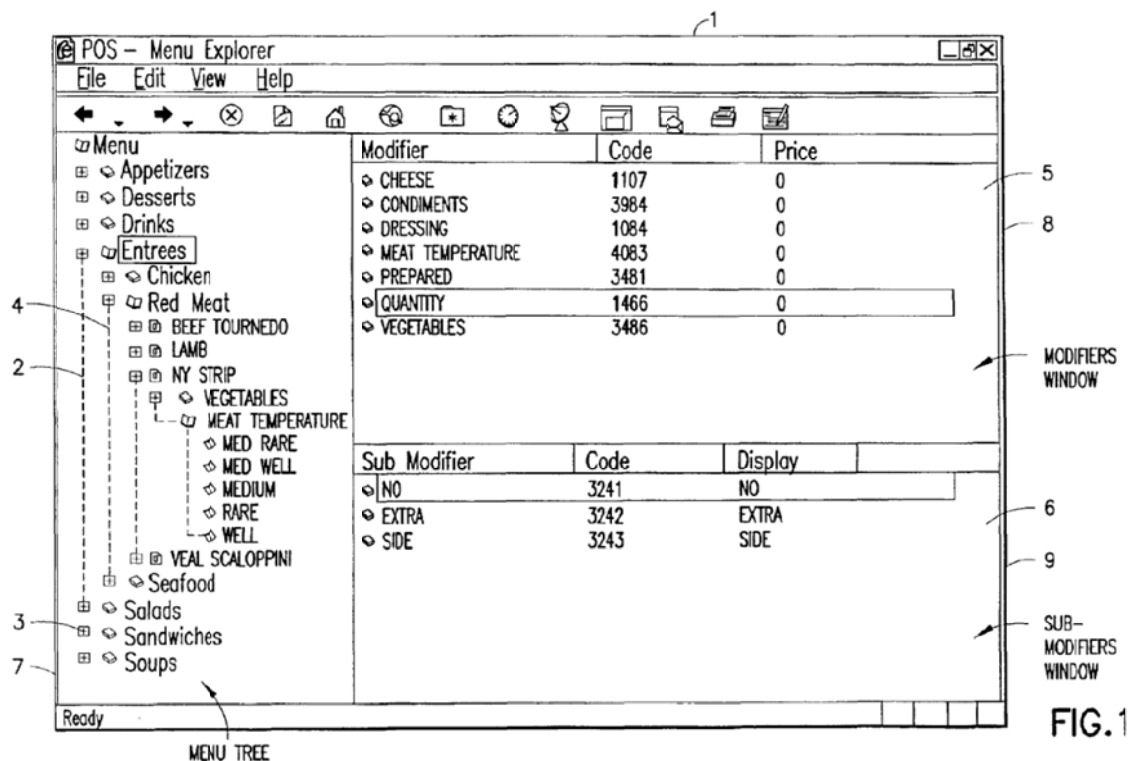 1
POS – Menu Explorer
File Edit View Help
Menu
Appetizers
Desserts
Drinks
Entrees
Chicken
Red Meat
BEEF TOURNEDO
LAMB
NY STRIP
VEGETABLES
MEAT TEMPERATURE
MED RARE
MED WELL
MEDIUM
RARE
WELL
VEAL SCALOPPINI
Seafood
Salads
Sandwiches
Soups
Ready
4
2
3
7
MENU TREE
Modifier Code Price
CHEESE 1107 0
CONDIMENTS 3984 0
DRESSING 1084 0
MEAT TEMPERATURE 4083 0
PREPARED 3481 0
QUANTITY 1466 0
VEGETABLES 3486 0
Sub Modifier Code Display
NO 3241 NO
EXTRA 3242 EXTRA
SIDE 3243 SIDE
5
8
MODIFIERS
WINDOW
6
9
SUB-
MODIFIERS
WINDOW
FIG.1